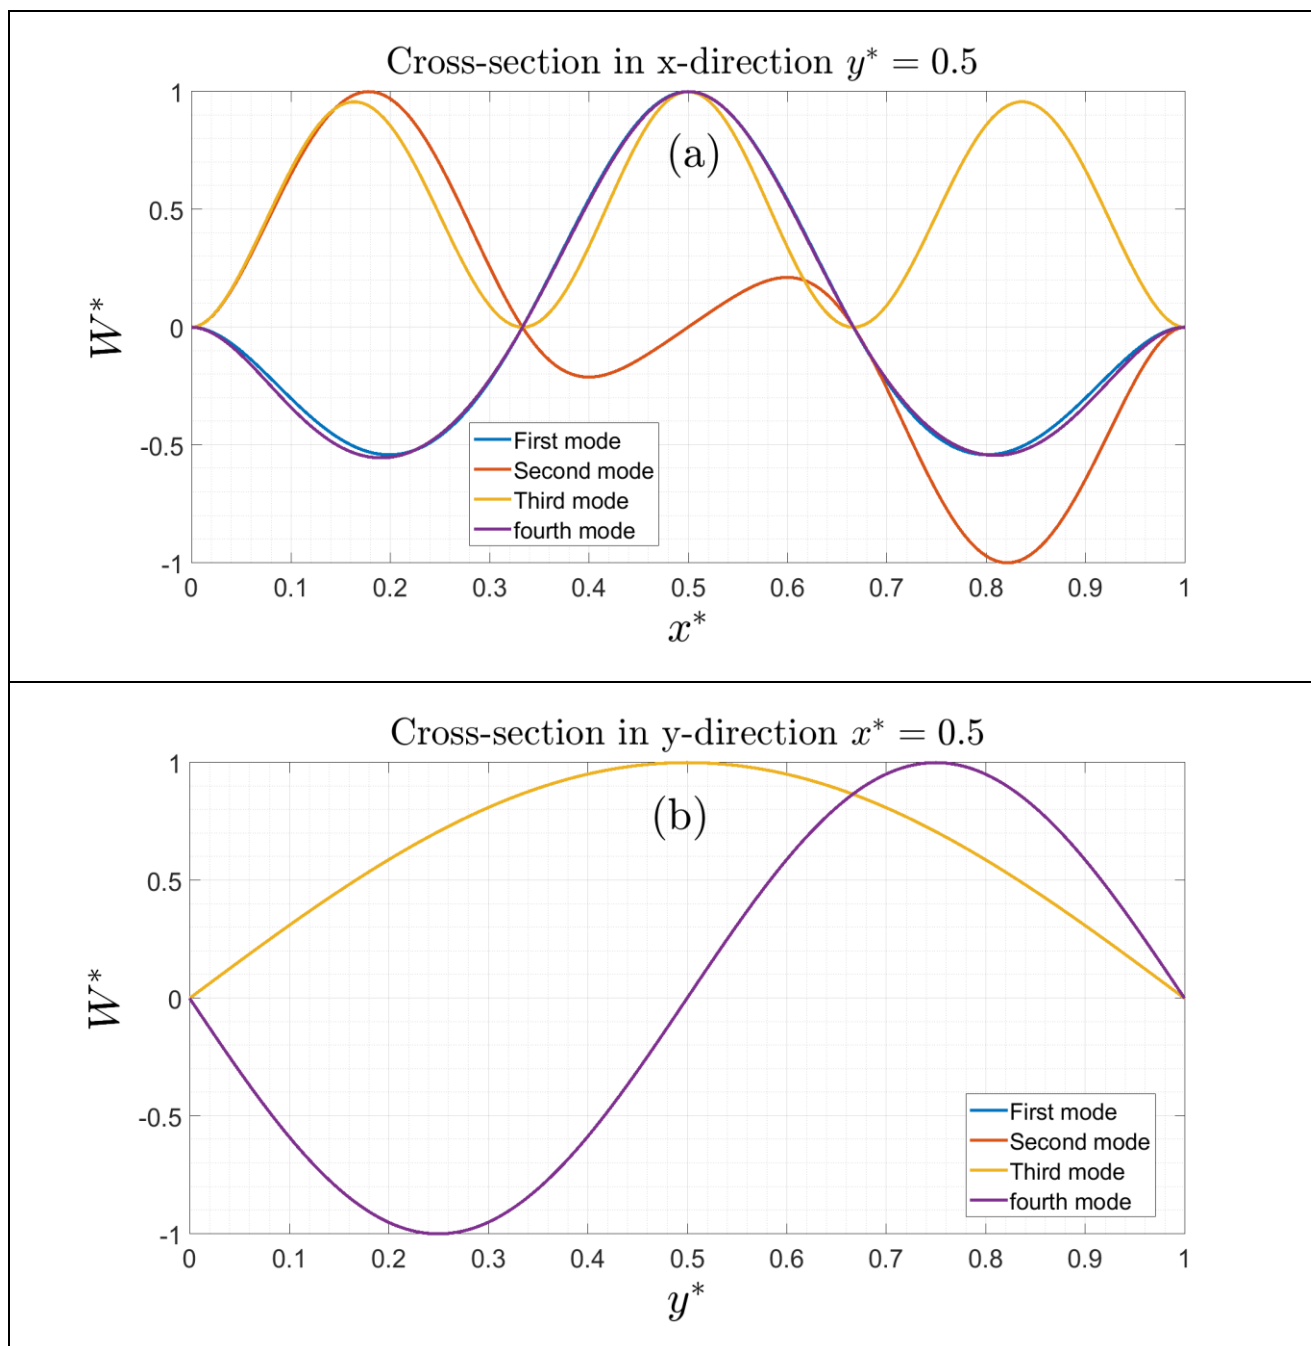 Cross-section in x-direction y* = 0.5
(a)
1
0.5
0
-0.5
-1
W*
First mode
Second mode
Third mode
fourth mode
0 0.1 0.2 0.3 0.4 0.5 0.6 0.7 0.8 0.9 1
x*
Cross-section in y-direction x* = 0.5
(b)
1
0.5
0
-0.5
-1
W*
First mode
Second mode
Third mode
fourth mode
0 0.1 0.2 0.3 0.4 0.5 0.6 0.7 0.8 0.9 1
y*